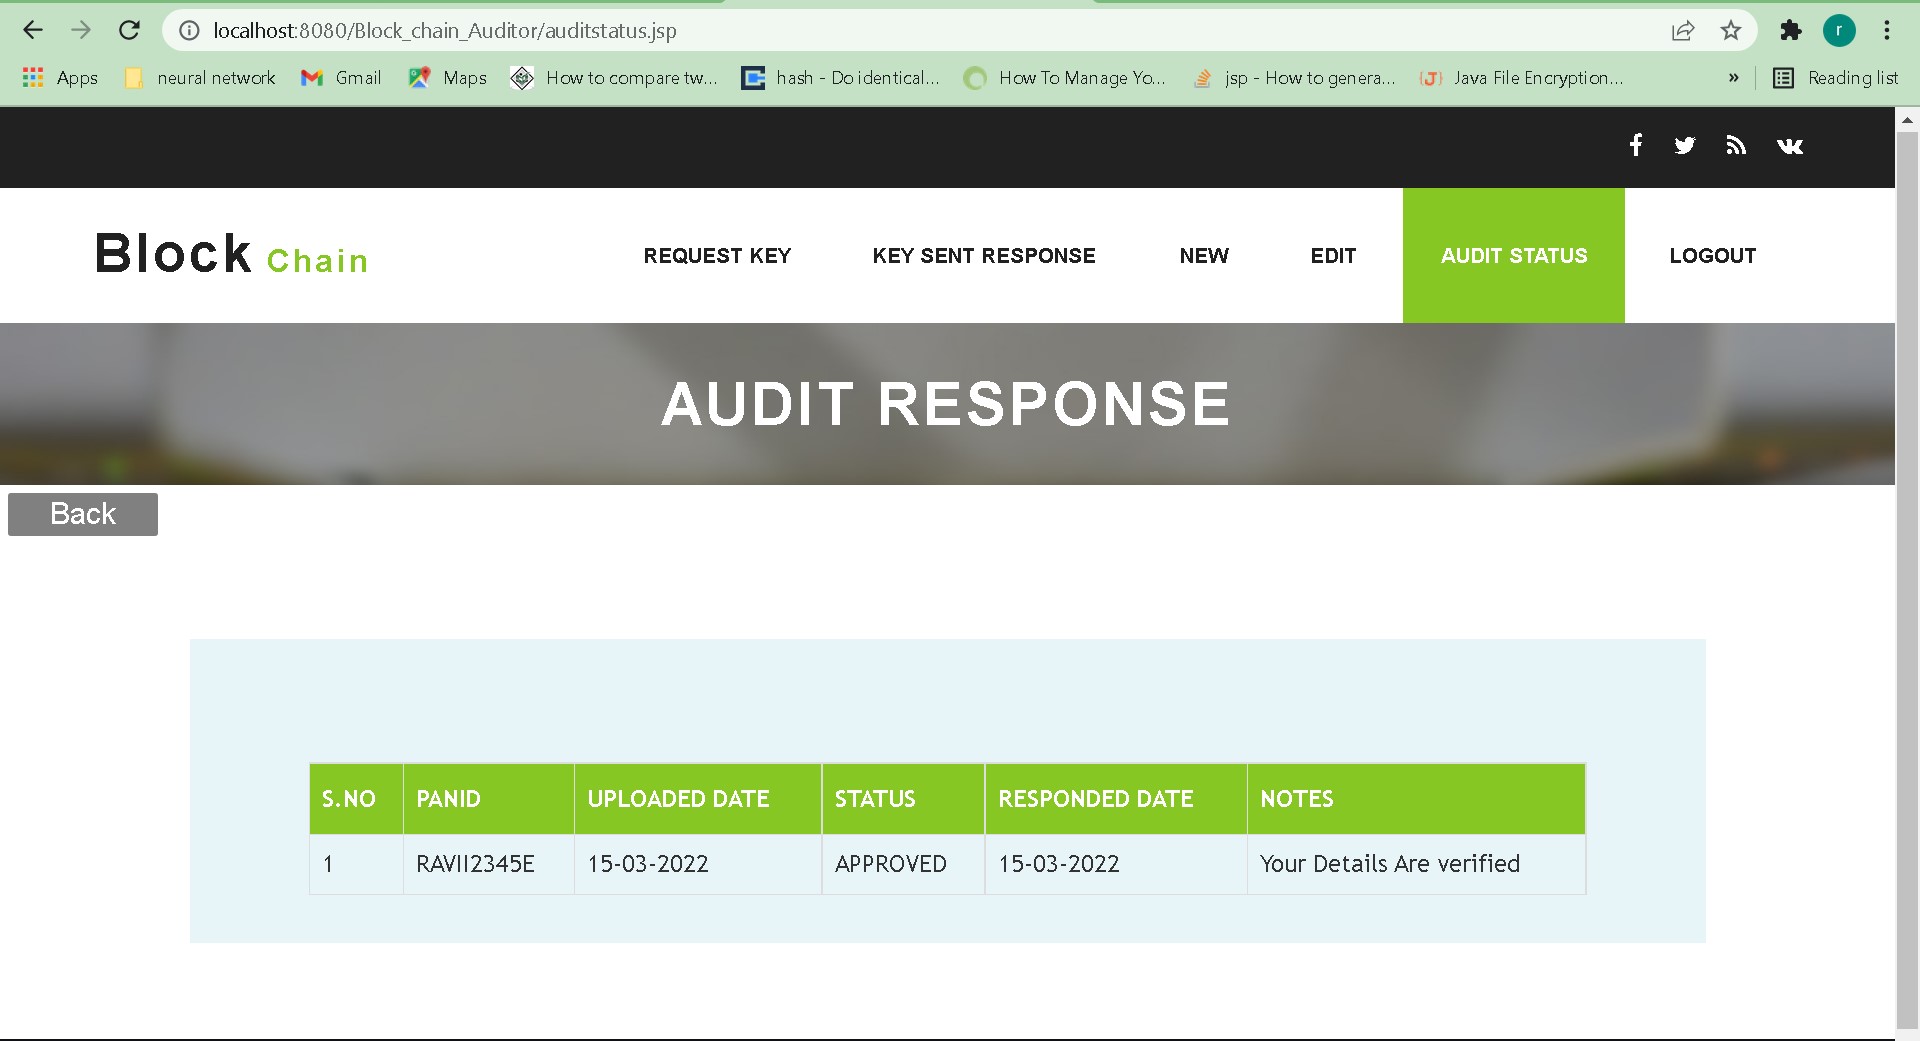 localhost:8080/Block_chain_Auditor/auditstatus.jsp
r
Apps neural network Gmail Maps How to compare tw... hash - Do identical... How To Manage Yo... jsp - How to genera... {J} Java File Encryption... » Reading list
Block Chain REQUEST KEY KEY SENT RESPONSE NEW EDIT AUDIT STATUS LOGOUT
AUDIT RESPONSE
Back
S.NO PANID UPLOADED DATE STATUS RESPONDED DATE NOTES
1 RAVII2345E 15-03-2022 APPROVED 15-03-2022 Your Details Are verified